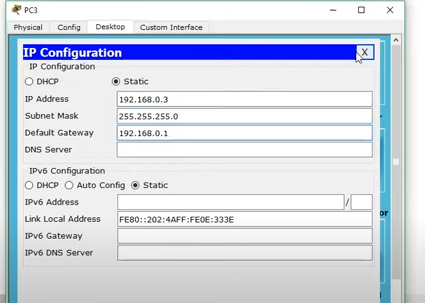 PC3
Physical Config Desktop Custom Interface
IP Configuration X
IP Configuration
DHCP Static
IP Address 192.168.0.3
Subnet Mask 255.255.255.0
Default Gateway 192.168.0.1
DNS Server
IPv6 Configuration
DHCP Auto Config Static
IPv6 Address /
Link Local Address FE80::202:4AFF:FE0E:333E
IPv6 Gateway
IPv6 DNS Server